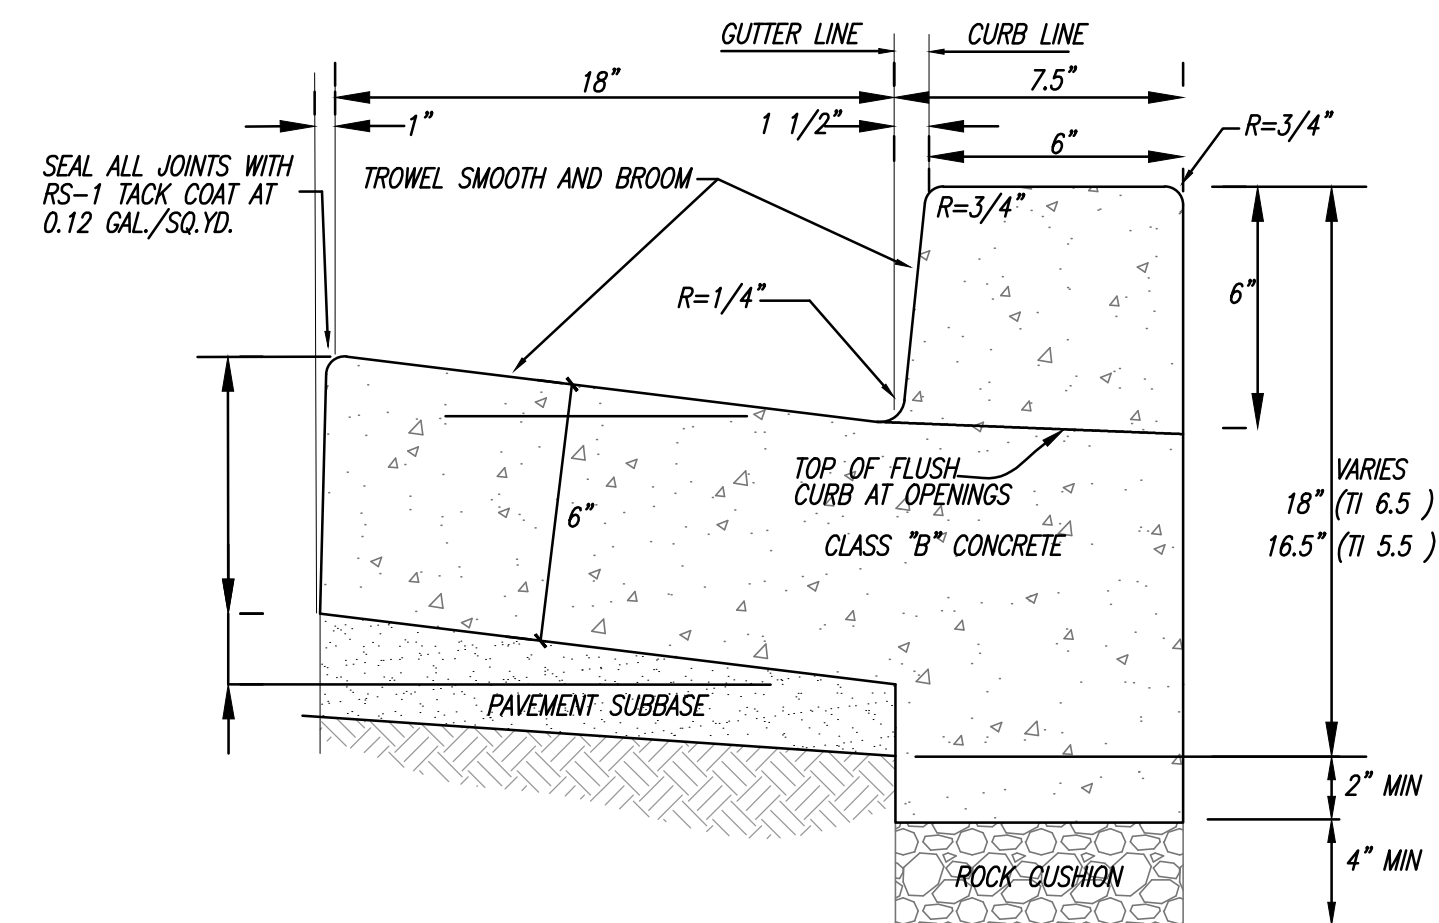 GUTTER LINE
CURB LINE
18"
7.5"
1"
1 1/2"
R=3/4"
6"
SEAL ALL JOINTS WITH
RS-1 TACK COAT AT
0.12 GAL./SQ.YD.
TROWEL SMOOTH AND BROOM
R=3/4"
R=1/4"
6"
TOP OF FLUSH
CURB AT OPENINGS
VARIES
18" (TI 6.5 )
16.5" (TI 5.5 )
6"
CLASS "B" CONCRETE
PAVEMENT SUBBASE
2" MIN
4" MIN
ROCK CUSHION